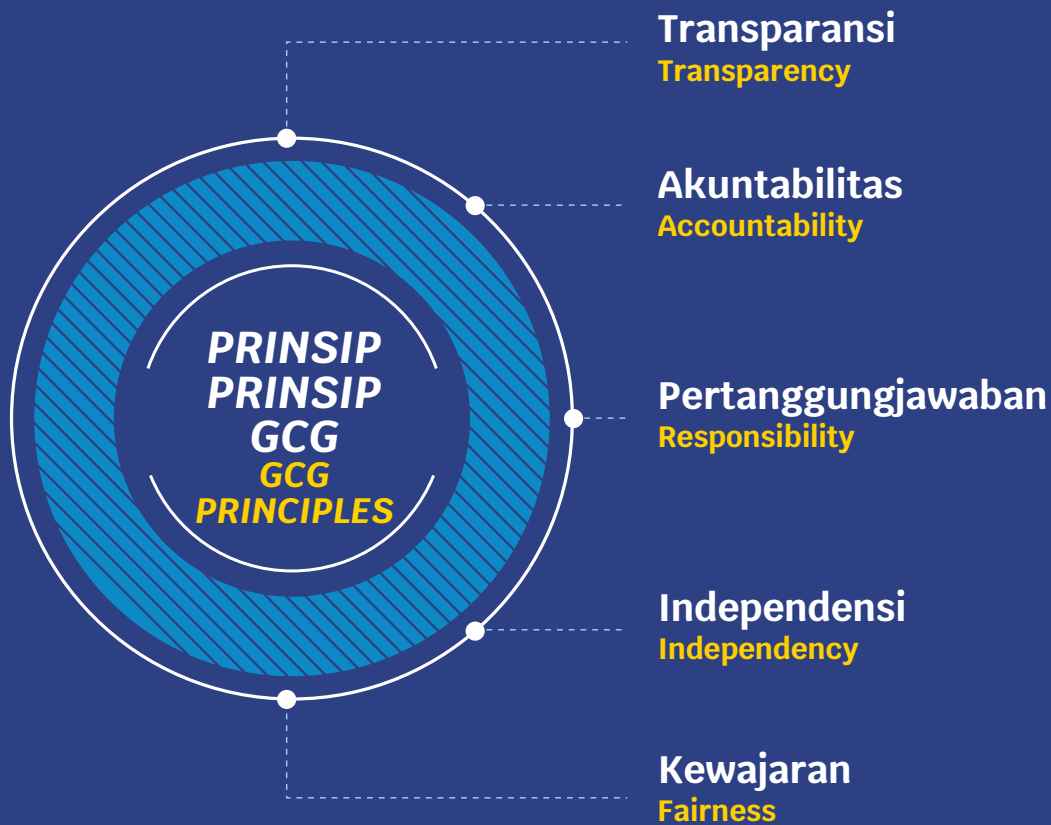 Transparansi
Transparency
Akuntabilitas
Accountability
PRINSIP
PRINSIP
GCG
GCG
PRINCIPLES
Pertanggungjawaban
Responsibility
Independensi
Independency
Kewajaran
Fairness